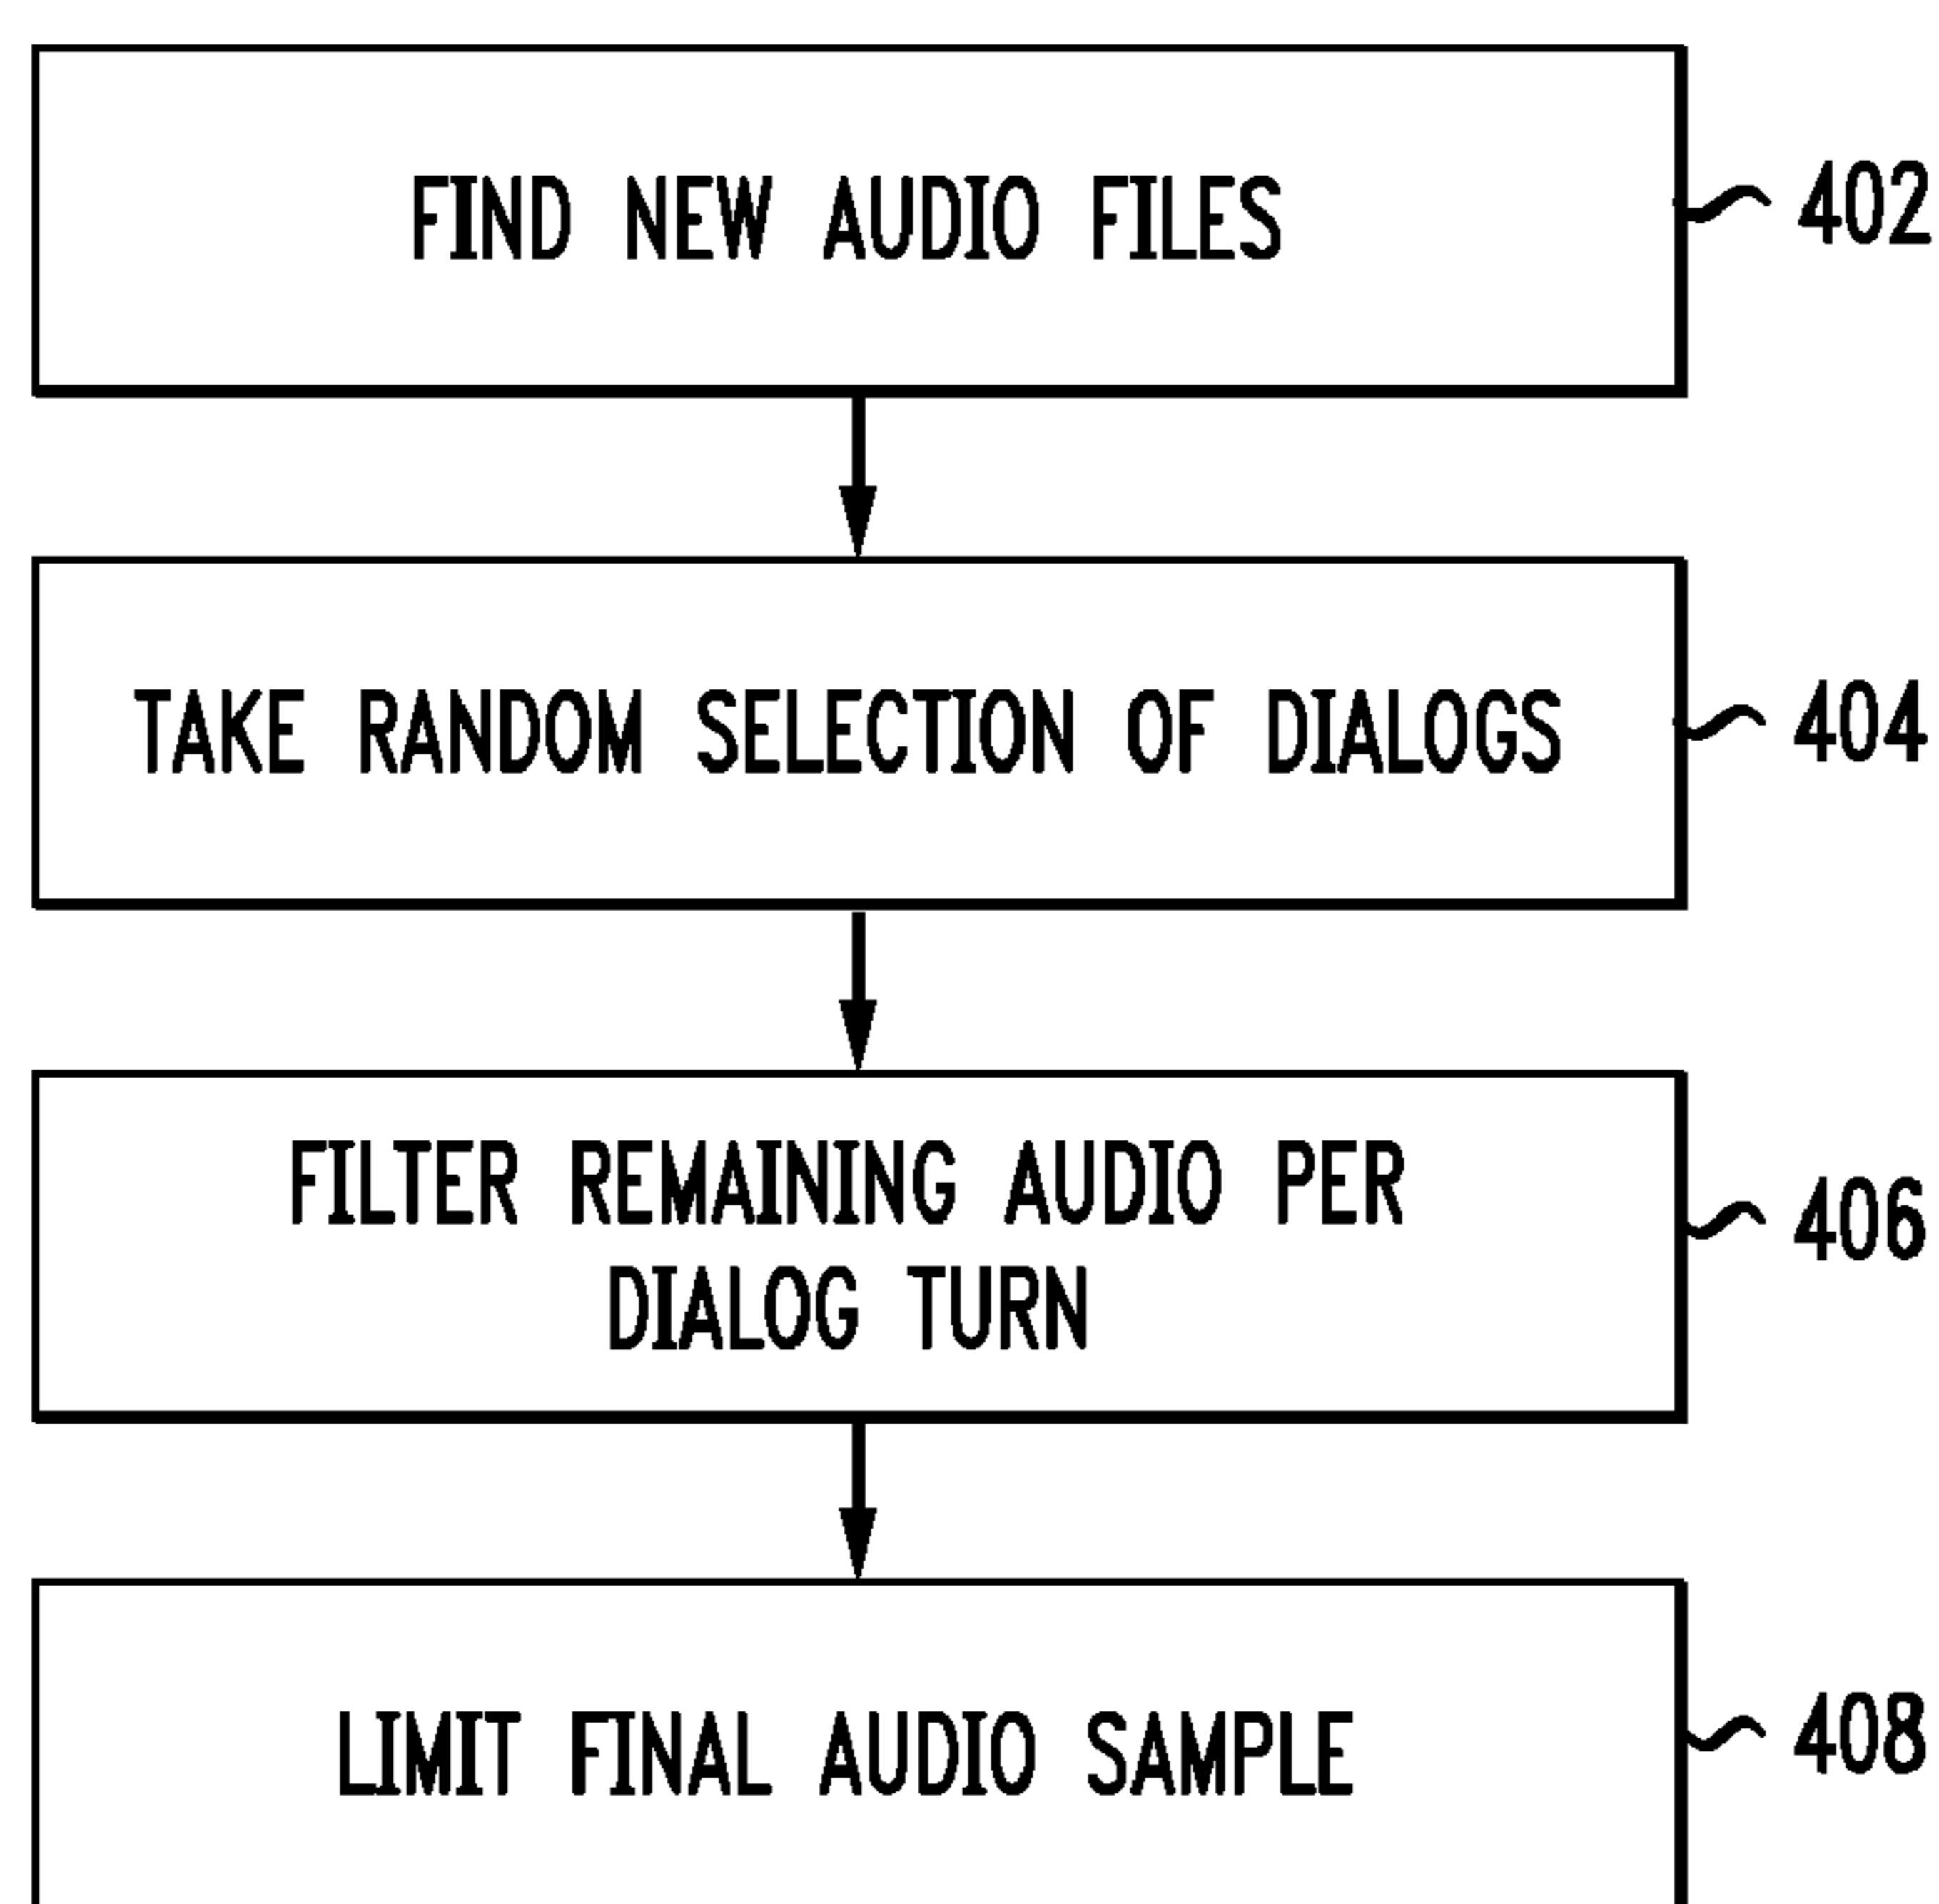 FIND NEW AUDIO FILES
402
TAKE RANDOM SELECTION OF DIALOGS
404
FILTER REMAINING AUDIO PER
DIALOG TURN
406
LIMIT FINAL AUDIO SAMPLE
408